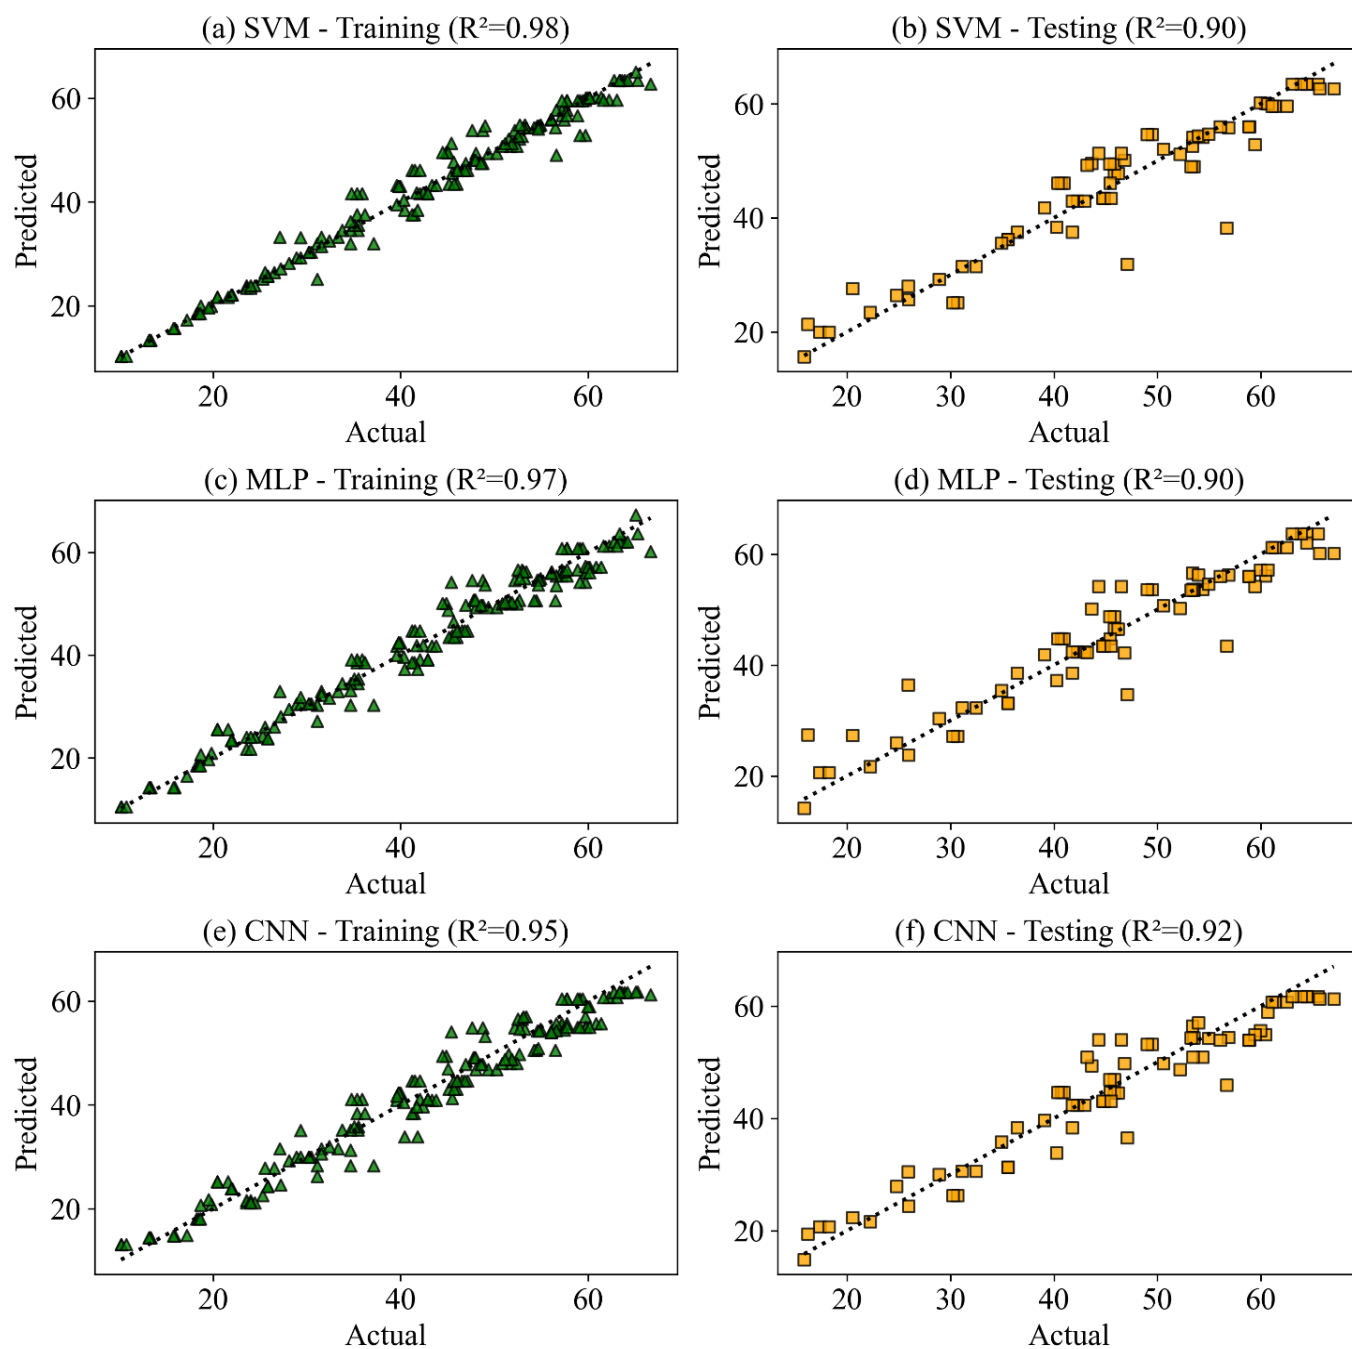 (a) SVM - Training (R²=0.98)
60
40
20
Predicted
20 40 60
Actual
(b) SVM - Testing (R²=0.90)
60
40
20
Predicted
20 30 40 50 60
Actual
(c) MLP - Training (R²=0.97)
60
40
20
Predicted
20 40 60
Actual
(d) MLP - Testing (R²=0.90)
60
40
20
Predicted
20 30 40 50 60
Actual
(e) CNN - Training (R²=0.95)
60
40
20
Predicted
20 40 60
Actual
(f) CNN - Testing (R²=0.92)
60
40
20
Predicted
20 30 40 50 60
Actual